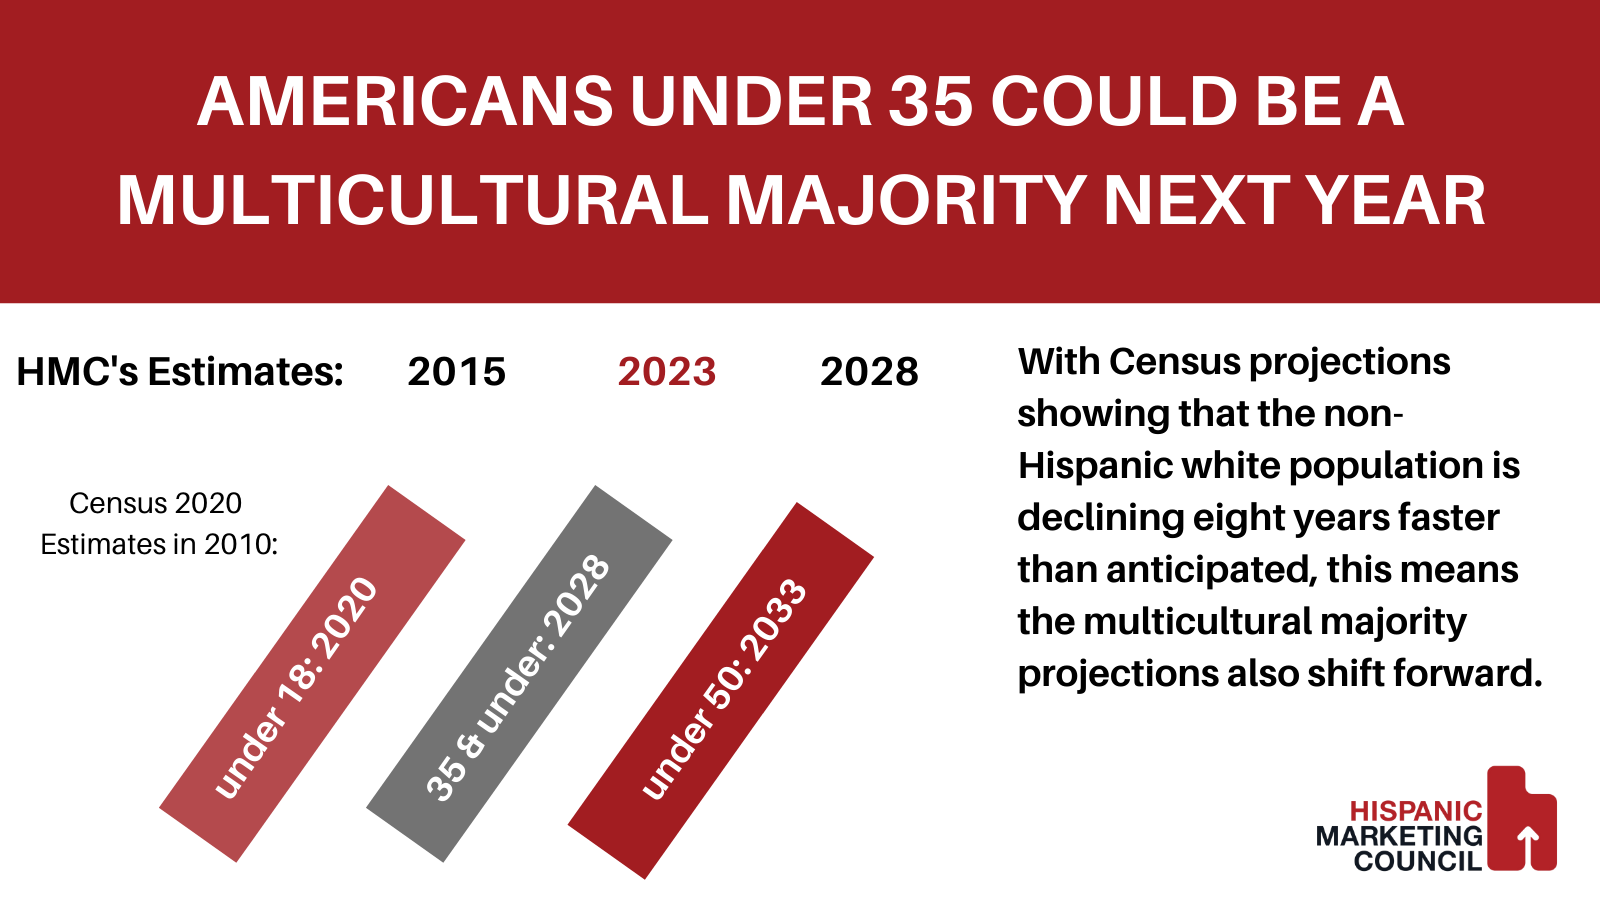 AMERICANS UNDER 35 COULD BE A
MULTICULTURAL MAJORITY NEXT YEAR
HMC's Estimates: 2015 2023 2028
Census 2020
Estimates in 2010:
under 18: 2020
35 & under: 2028
under 50: 2033
With Census projections
showing that the non-
Hispanic white population is
declining eight years faster
than anticipated, this means
the multicultural majority
projections also shift forward.
HISPANIC
MARKETING
COUNCIL